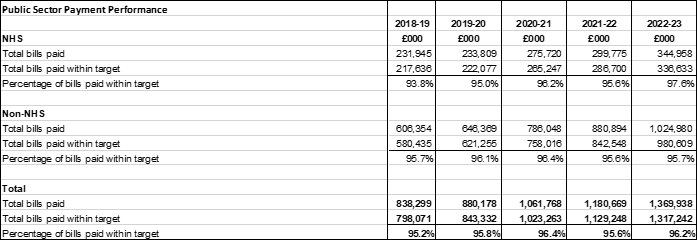 Public Sector Payment Performance
2018-19 2019-20 2020-21 2021-22 2022-23
NHS £000 £000 £000 £000 £000
Total bills paid 231,945 233,809 275,720 299,775 344,958
Total bills paid within target 217,636 222,077 265,247 286,700 336,633
Percentage of bills paid within target 93.8% 95.0% 96.2% 95.6% 97.6%
Non-NHS
Total bills paid 606,354 646,369 786,048 880,894 1,024,980
Total bills paid within target 580,435 621,255 758,016 842,548 980,609
Percentage of bills paid within target 95.7% 96.1% 96.4% 95.6% 95.7%
Total
Total bills paid 838,299 880,178 1,061,768 1,180,669 1,369,938
Total bills paid within target 798,071 843,332 1,023,263 1,129,248 1,317,242
Percentage of bills paid within target 95.2% 95.8% 96.4% 95.6% 96.2%